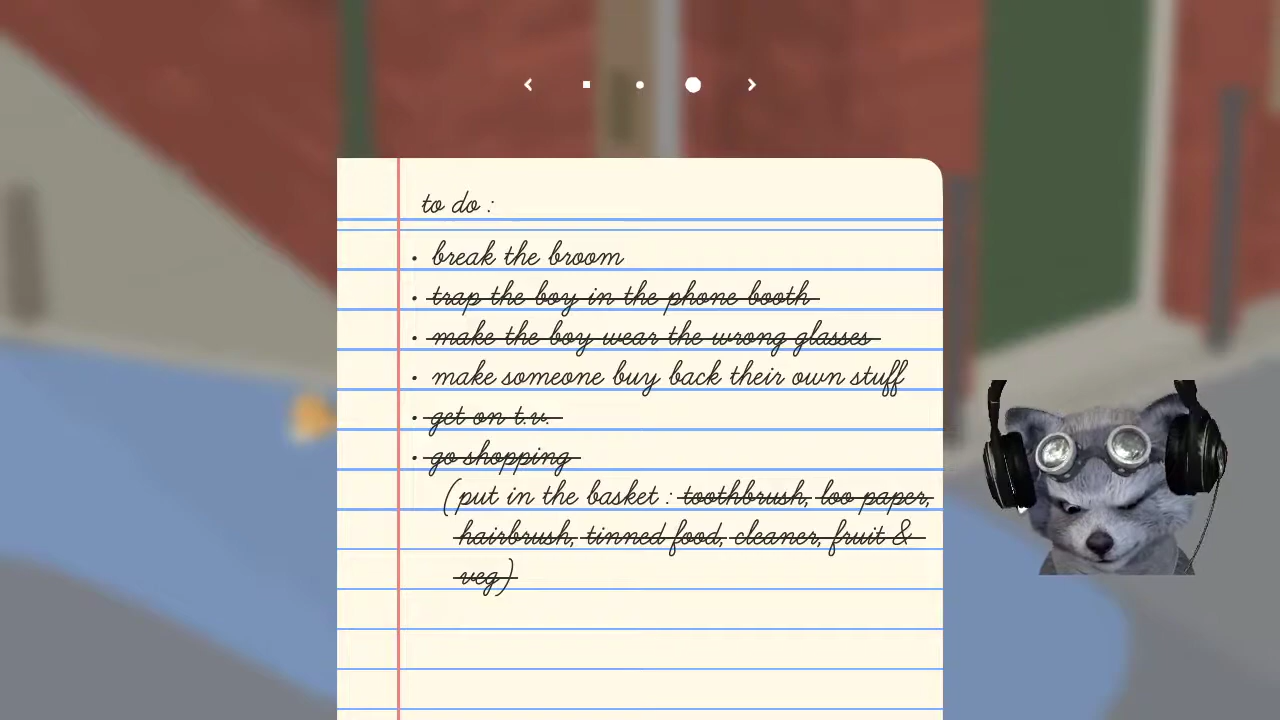 to do :
• break the broom
• trap the boy in the phone booth
• make the boy wear the wrong glasses
• make someone buy back their own stuff
• get on t.v.
• go shopping
(put in the basket : toothbrush, loo paper,
hairbrush, tinned food, cleaner, fruit &
veg)